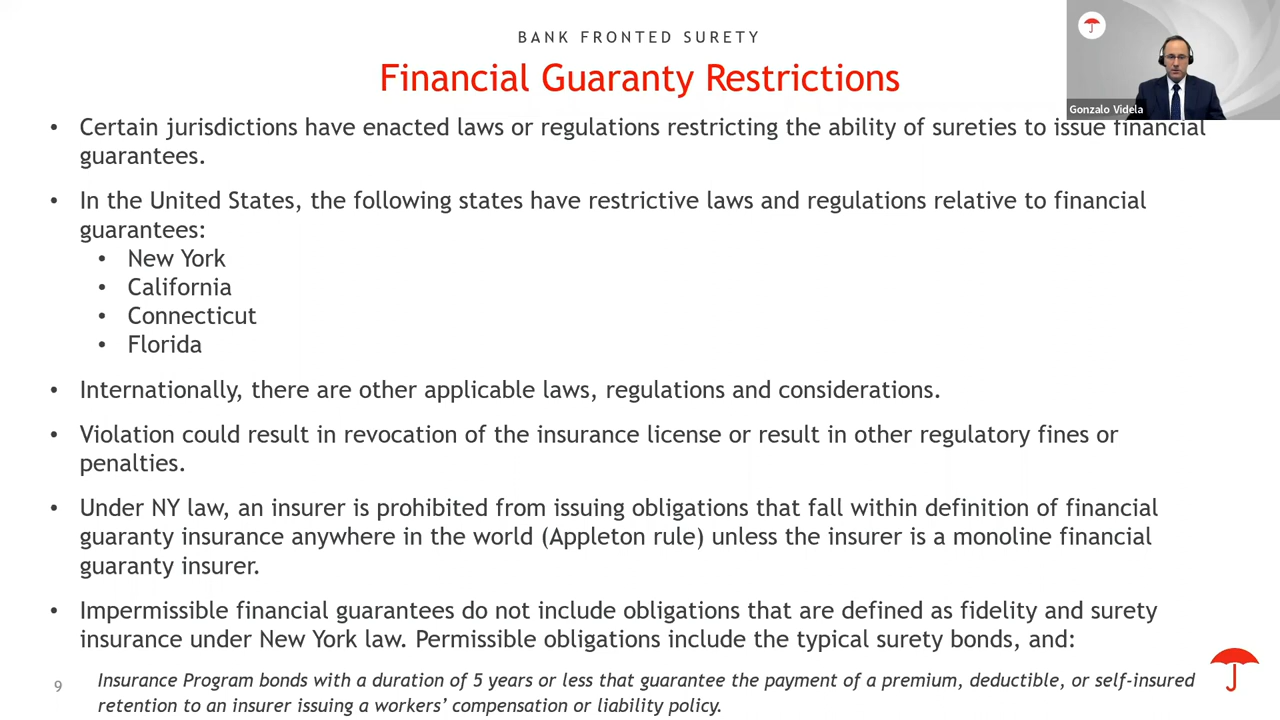 BANK FRONTED SURETY
Financial Guaranty Restrictions
Gonzalo Videla
• Certain jurisdictions have enacted laws or regulations restricting the ability of sureties to issue financial
guarantees.
• In the United States, the following states have restrictive laws and regulations relative to financial
guarantees:
• New York
• California
• Connecticut
• Florida
• Internationally, there are other applicable laws, regulations and considerations.
• Violation could result in revocation of the insurance license or result in other regulatory fines or
penalties.
• Under NY law, an insurer is prohibited from issuing obligations that fall within definition of financial
guaranty insurance anywhere in the world (Appleton rule) unless the insurer is a monoline financial
guaranty insurer.
• Impermissible financial guarantees do not include obligations that are defined as fidelity and surety
insurance under New York law. Permissible obligations include the typical surety bonds, and:
Insurance Program bonds with a duration of 5 years or less that guarantee the payment of a premium, deductible, or self-insured
retention to an insurer issuing a workers’ compensation or liability policy.
9